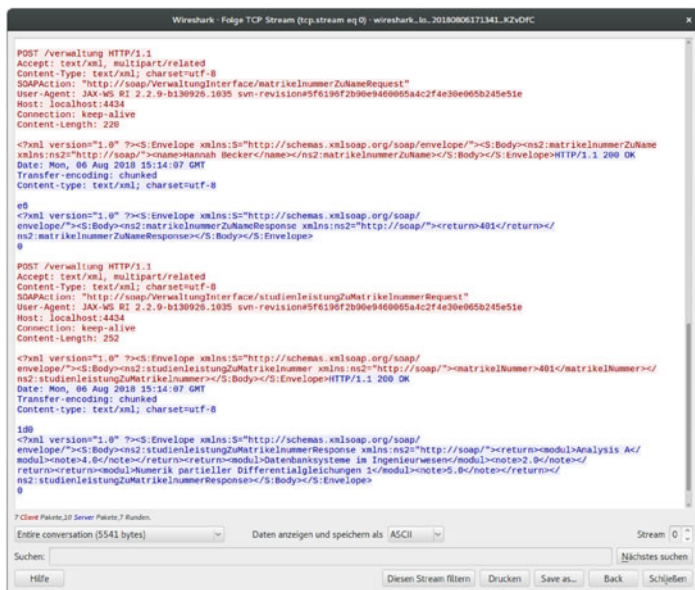 Wireshark · Folge TCP Stream (tcp.stream eq 0) · wireshark_lo_20180806171341_KZvDfC
POST /verwaltung HTTP/1.1
Accept: text/xml, multipart/related
Content-Type: text/xml; charset=utf-8
SOAPAction: "http://soap/VerwaltungInterface/matrikelnummerZuNameRequest"
User-Agent: JAX-WS RI 2.2.9-b130926.1035 svn-revision#5f6196f2b90e9460065a4c2f4e30e065b245e51e
Host: localhost:4434
Connection: keep-alive
Content-Length: 220
<?xml version="1.0" ?><S:Envelope xmlns:S="http://schemas.xmlsoap.org/soap/envelope/"><S:Body><ns2:matrikelnummerZuName
xmlns:ns2="http://soap/"><name>Hannah Becker</name></ns2:matrikelnummerZuName></S:Body></S:Envelope>HTTP/1.1 200 OK
Date: Mon, 06 Aug 2018 15:14:07 GMT
Transfer-encoding: chunked
Content-type: text/xml; charset=utf-8
e6
<?xml version="1.0" ?><S:Envelope xmlns:S="http://schemas.xmlsoap.org/soap/
envelope/"><S:Body><ns2:matrikelnummerZuNameResponse xmlns:ns2="http://soap/"><return>401</return></
ns2:matrikelnummerZuNameResponse></S:Body></S:Envelope>
0
POST /verwaltung HTTP/1.1
Accept: text/xml, multipart/related
Content-Type: text/xml; charset=utf-8
SOAPAction: "http://soap/VerwaltungInterface/studienleistungZuMatrikelnummerRequest"
User-Agent: JAX-WS RI 2.2.9-b130926.1035 svn-revision#5f6196f2b90e9460065a4c2f4e30e065b245e51e
Host: localhost:4434
Connection: keep-alive
Content-Length: 252
<?xml version="1.0" ?><S:Envelope xmlns:S="http://schemas.xmlsoap.org/soap/
envelope/"><S:Body><ns2:studienleistungZuMatrikelnummer xmlns:ns2="http://soap/"><matrikelNummer>401</matrikelNummer></
ns2:studienleistungZuMatrikelnummer></S:Body></S:Envelope>HTTP/1.1 200 OK
Date: Mon, 06 Aug 2018 15:14:07 GMT
Transfer-encoding: chunked
Content-type: text/xml; charset=utf-8
1d0
<?xml version="1.0" ?><S:Envelope xmlns:S="http://schemas.xmlsoap.org/soap/
envelope/"><S:Body><ns2:studienleistungZuMatrikelnummerResponse xmlns:ns2="http://soap/"><return><modul>Analysis A</
modul><note>4.0</note></return><return><modul>Datenbanksysteme im Ingenieurwesen</modul><note>2.0</note></
return><return><modul>Numerik partieller Differentialgleichungen 1</modul><note>5.0</note></return></
ns2:studienleistungZuMatrikelnummerResponse></S:Body></S:Envelope>
0
7 Client Pakete,10 Server Pakete,7 Runden.
Entire conversation (5541 bytes) Daten anzeigen und speichern als ASCII Stream 0
Suchen: Nächstes suchen
Hilfe Diesen Stream filtern Drucken Save as... Back Schließen